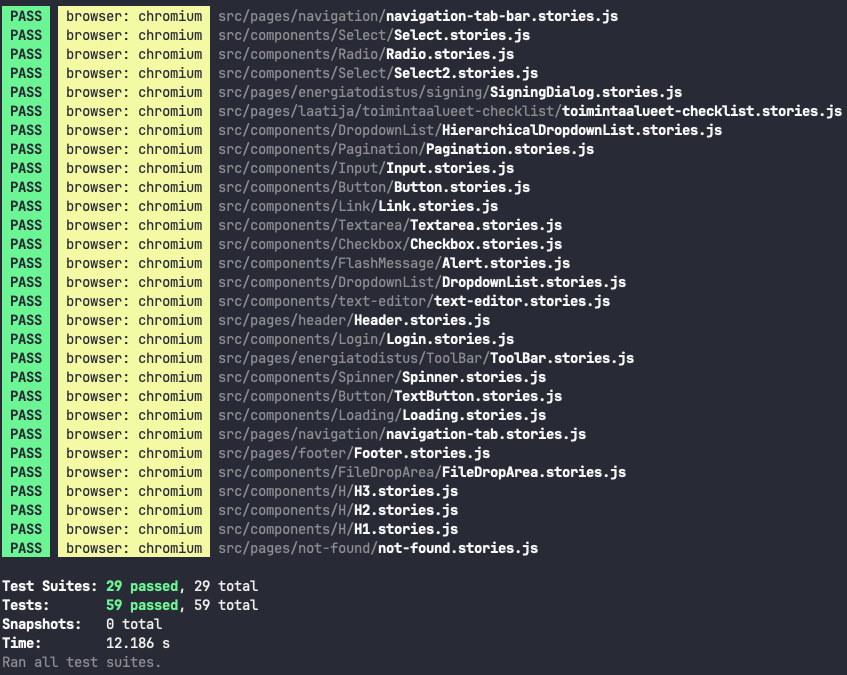 PASS browser: chromium src/pages/navigation/navigation-tab-bar.stories.js
PASS browser: chromium src/components/Select/Select.stories.js
PASS browser: chromium src/components/Radio/Radio.stories.js
PASS browser: chromium src/components/Select/Select2.stories.js
PASS browser: chromium src/pages/energiatodistus/signing/SigningDialog.stories.js
PASS browser: chromium src/pages/laatija/toimintaalueet-checklist/toimintaalueet-checklist.stories.js
PASS browser: chromium src/components/DropdownList/HierarchicalDropdownList.stories.js
PASS browser: chromium src/components/Pagination/Pagination.stories.js
PASS browser: chromium src/components/Input/Input.stories.js
PASS browser: chromium src/components/Button/Button.stories.js
PASS browser: chromium src/components/Link/Link.stories.js
PASS browser: chromium src/components/Textarea/Textarea.stories.js
PASS browser: chromium src/components/Checkbox/Checkbox.stories.js
PASS browser: chromium src/components/FlashMessage/Alert.stories.js
PASS browser: chromium src/components/DropdownList/DropdownList.stories.js
PASS browser: chromium src/components/text-editor/text-editor.stories.js
PASS browser: chromium src/pages/header/Header.stories.js
PASS browser: chromium src/components/Login/Login.stories.js
PASS browser: chromium src/pages/energiatodistus/ToolBar/ToolBar.stories.js
PASS browser: chromium src/components/Spinner/Spinner.stories.js
PASS browser: chromium src/components/Button/TextButton.stories.js
PASS browser: chromium src/components/Loading/Loading.stories.js
PASS browser: chromium src/pages/navigation/navigation-tab.stories.js
PASS browser: chromium src/pages/footer/Footer.stories.js
PASS browser: chromium src/components/FileDropArea/FileDropArea.stories.js
PASS browser: chromium src/components/H/H3.stories.js
PASS browser: chromium src/components/H/H2.stories.js
PASS browser: chromium src/components/H/H1.stories.js
PASS browser: chromium src/pages/not-found/not-found.stories.js
Test Suites: 29 passed, 29 total
Tests: 59 passed, 59 total
Snapshots: 0 total
Time: 12.186 s
Ran all test suites.